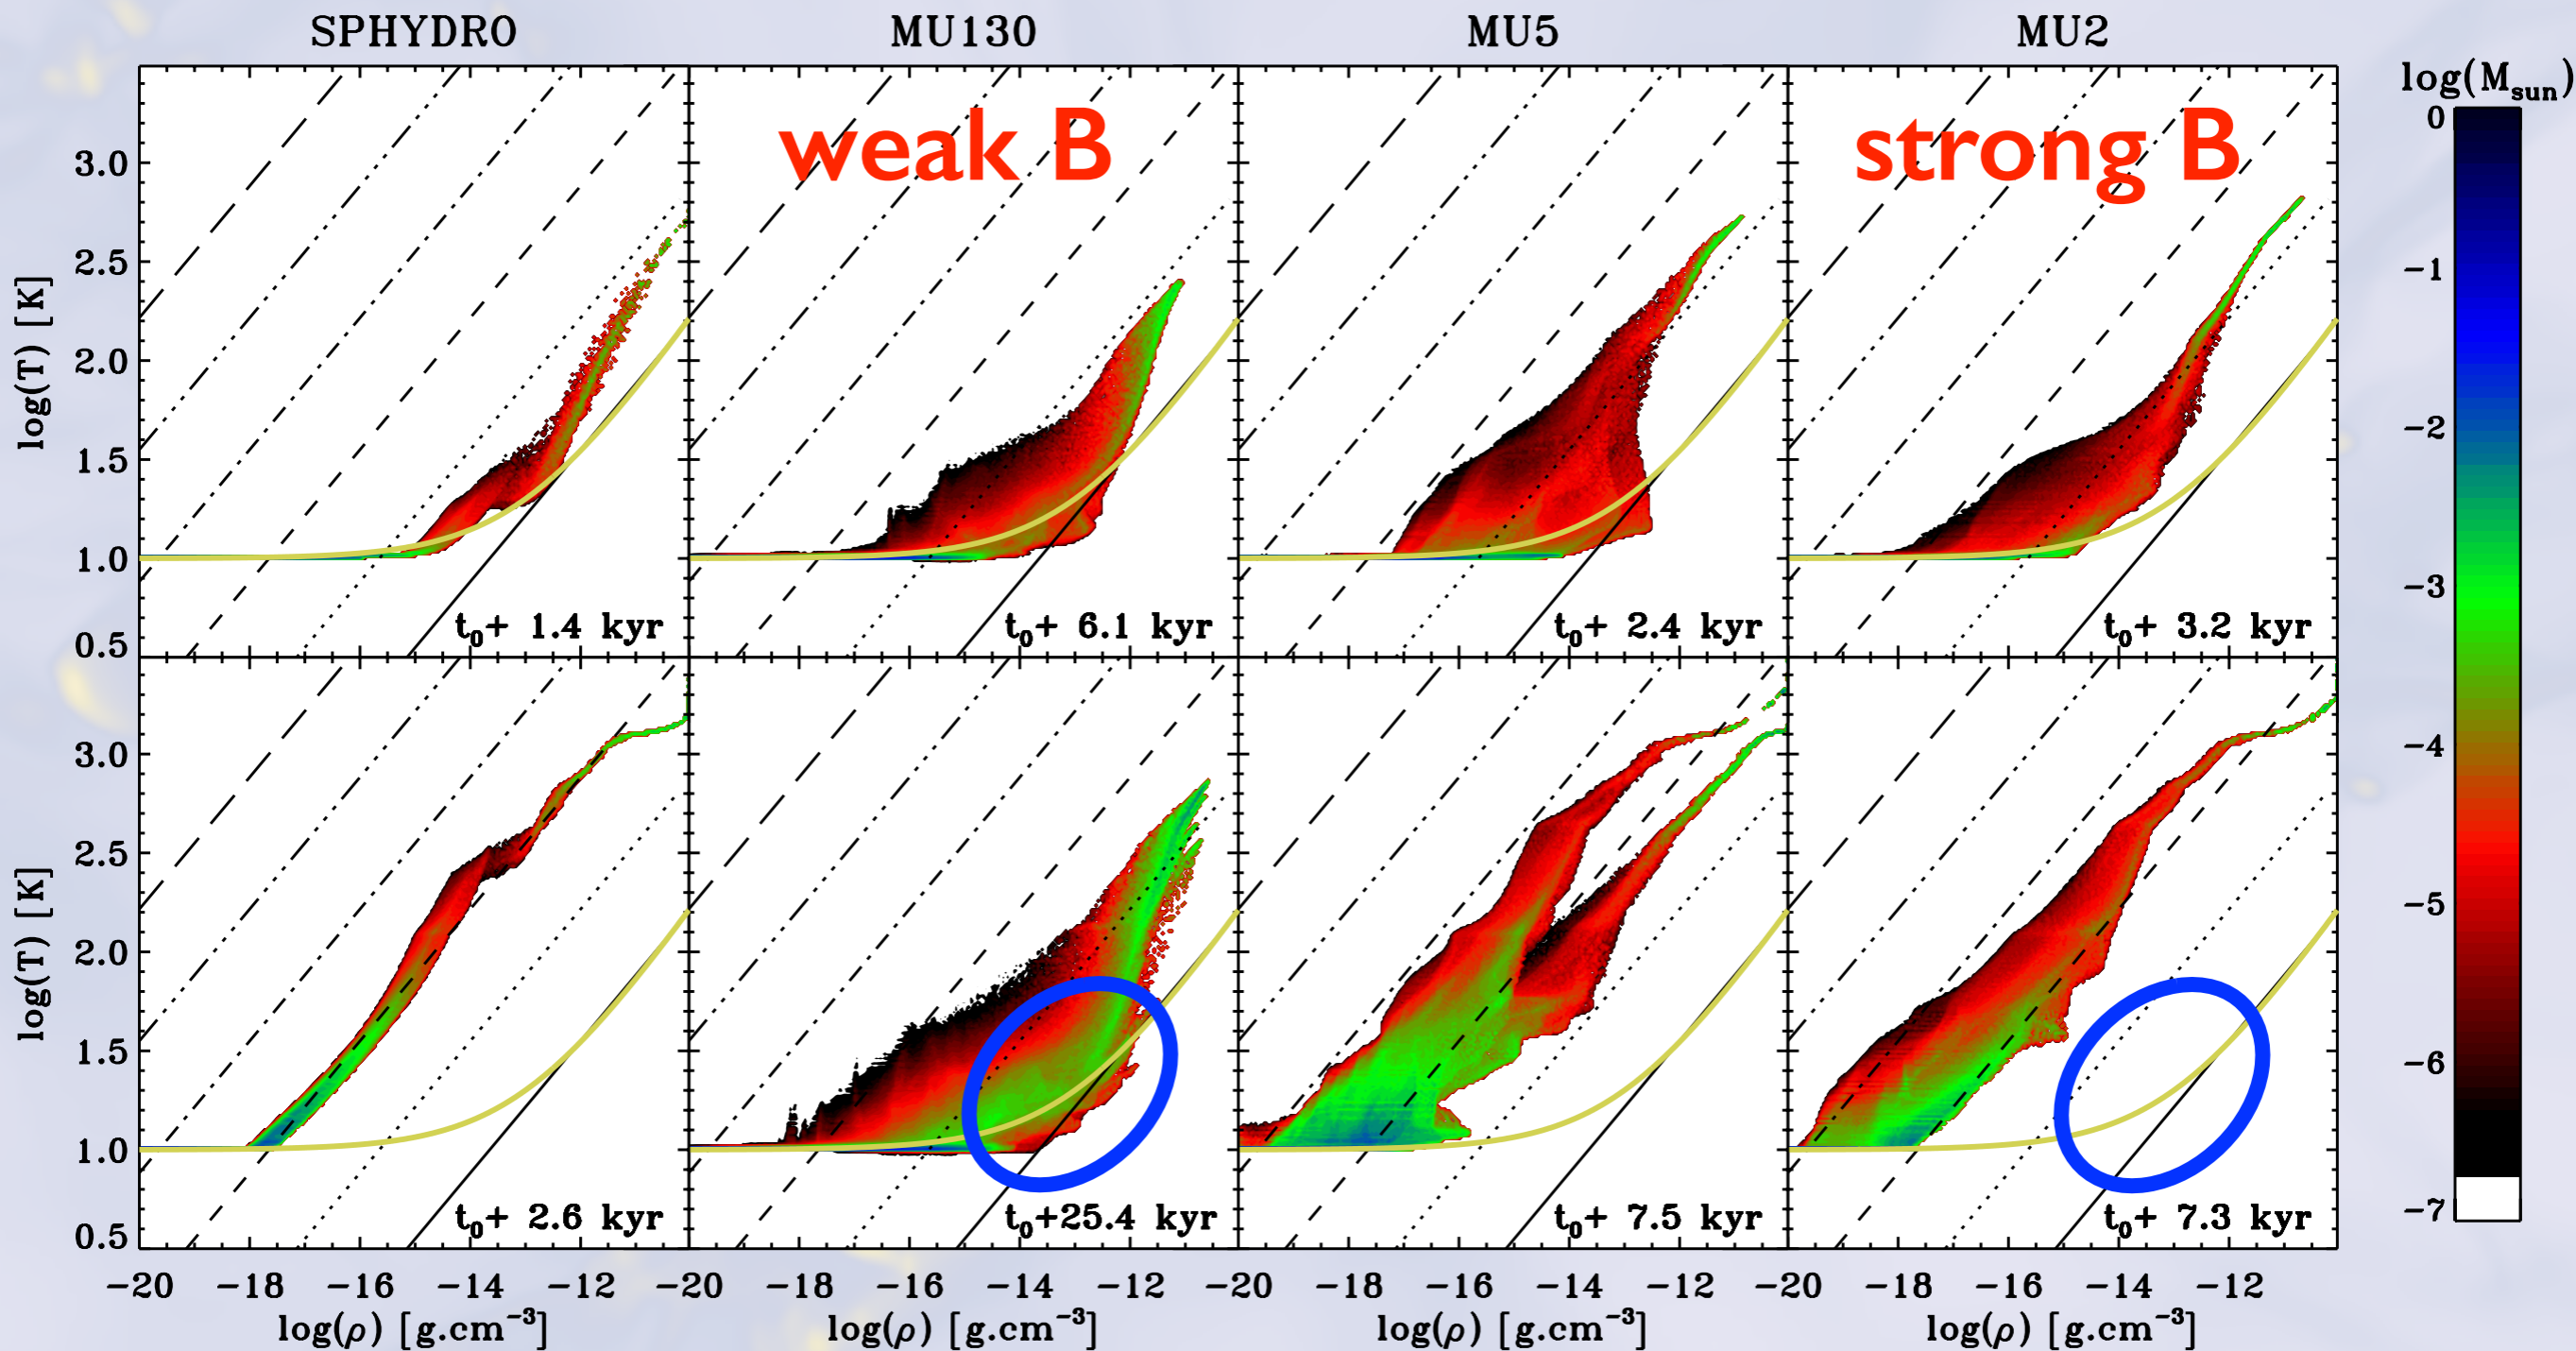 SPHYDRO MU130 MU5 MU2
log(M_sun)
weak B strong B
log(T) [K]
3.0
2.5
2.0
1.5
1.0
0.5
t₀+ 1.4 kyr t₀+ 6.1 kyr t₀+ 2.4 kyr t₀+ 3.2 kyr
log(T) [K]
3.0
2.5
2.0
1.5
1.0
0.5
t₀+ 2.6 kyr t₀+25.4 kyr t₀+ 7.5 kyr t₀+ 7.3 kyr
-20 -18 -16 -14 -12 -20 -18 -16 -14 -12 -20 -18 -16 -14 -12 -20 -18 -16 -14 -12
log(ρ) [g.cm⁻³] log(ρ) [g.cm⁻³] log(ρ) [g.cm⁻³] log(ρ) [g.cm⁻³]
0
-1
-2
-3
-4
-5
-6
-7